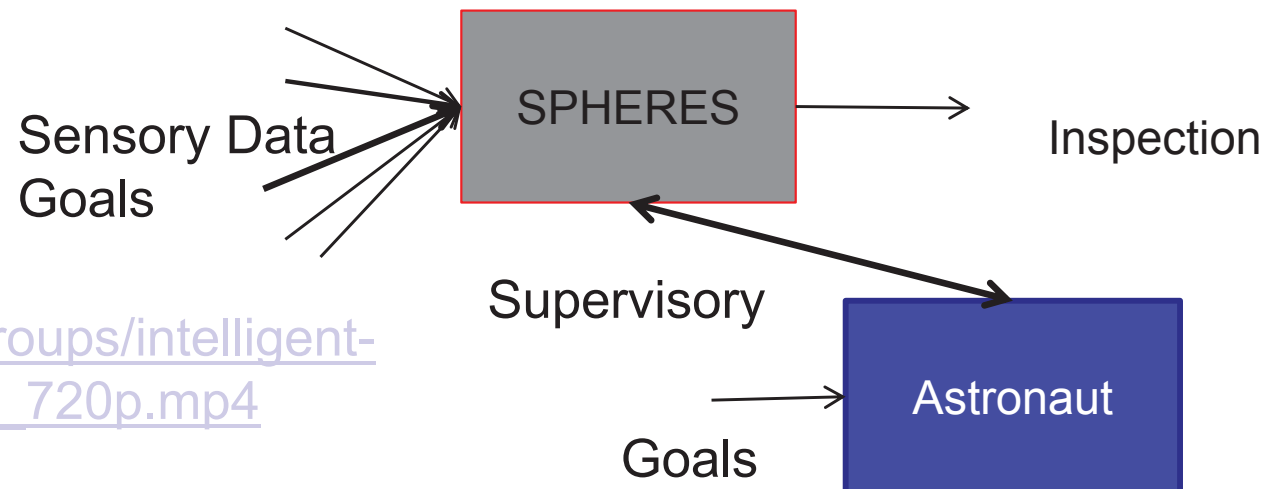 SPHERES
Sensory Data
Goals
Inspection
Supervisory
roups/intelligent-
_720p.mp4
Astronaut
Goals